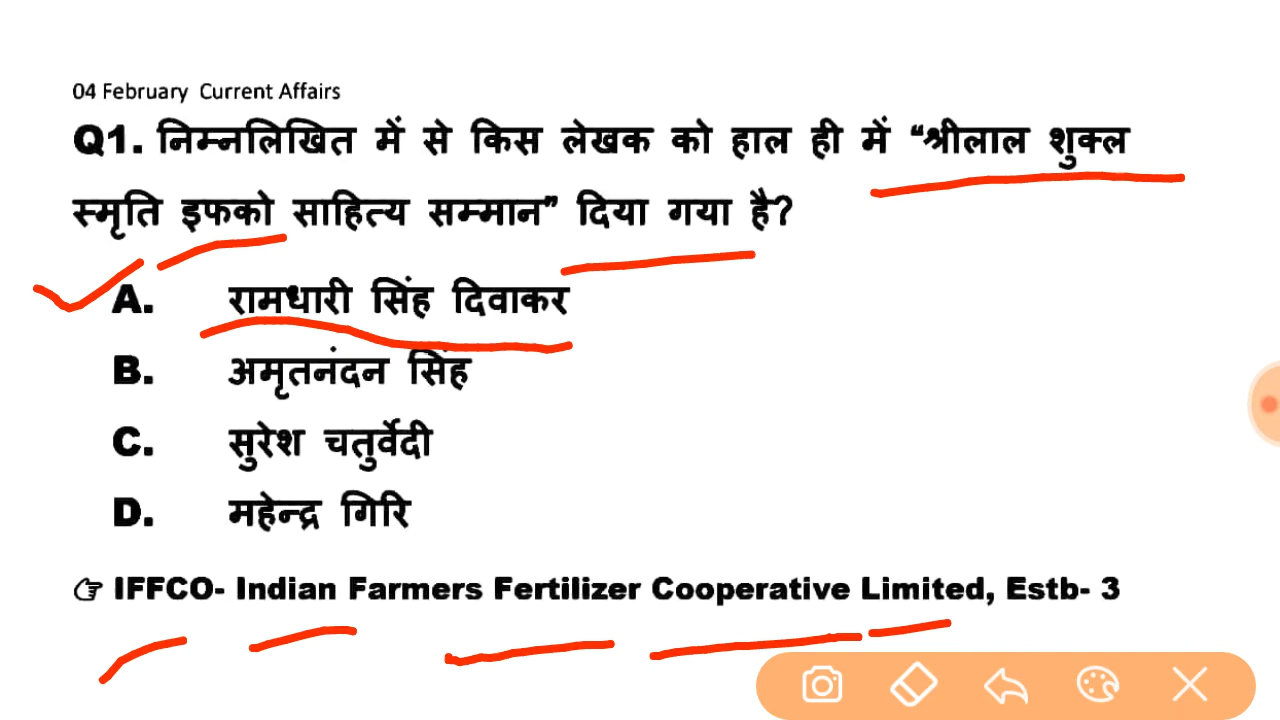 04 February Current Affairs
Q1. निम्नलिखित में से किस लेखक को हाल ही में “श्रीलाल शुक्ल
स्मृति इफको साहित्य सम्मान” दिया गया है?
A. रामधारी सिंह दिवाकर
B. अमृतनंदन सिंह
C. सुरेश चतुर्वेदी
D. महेन्द्र गिरि
☞ IFFCO- Indian Farmers Fertilizer Cooperative Limited, Estb- 3